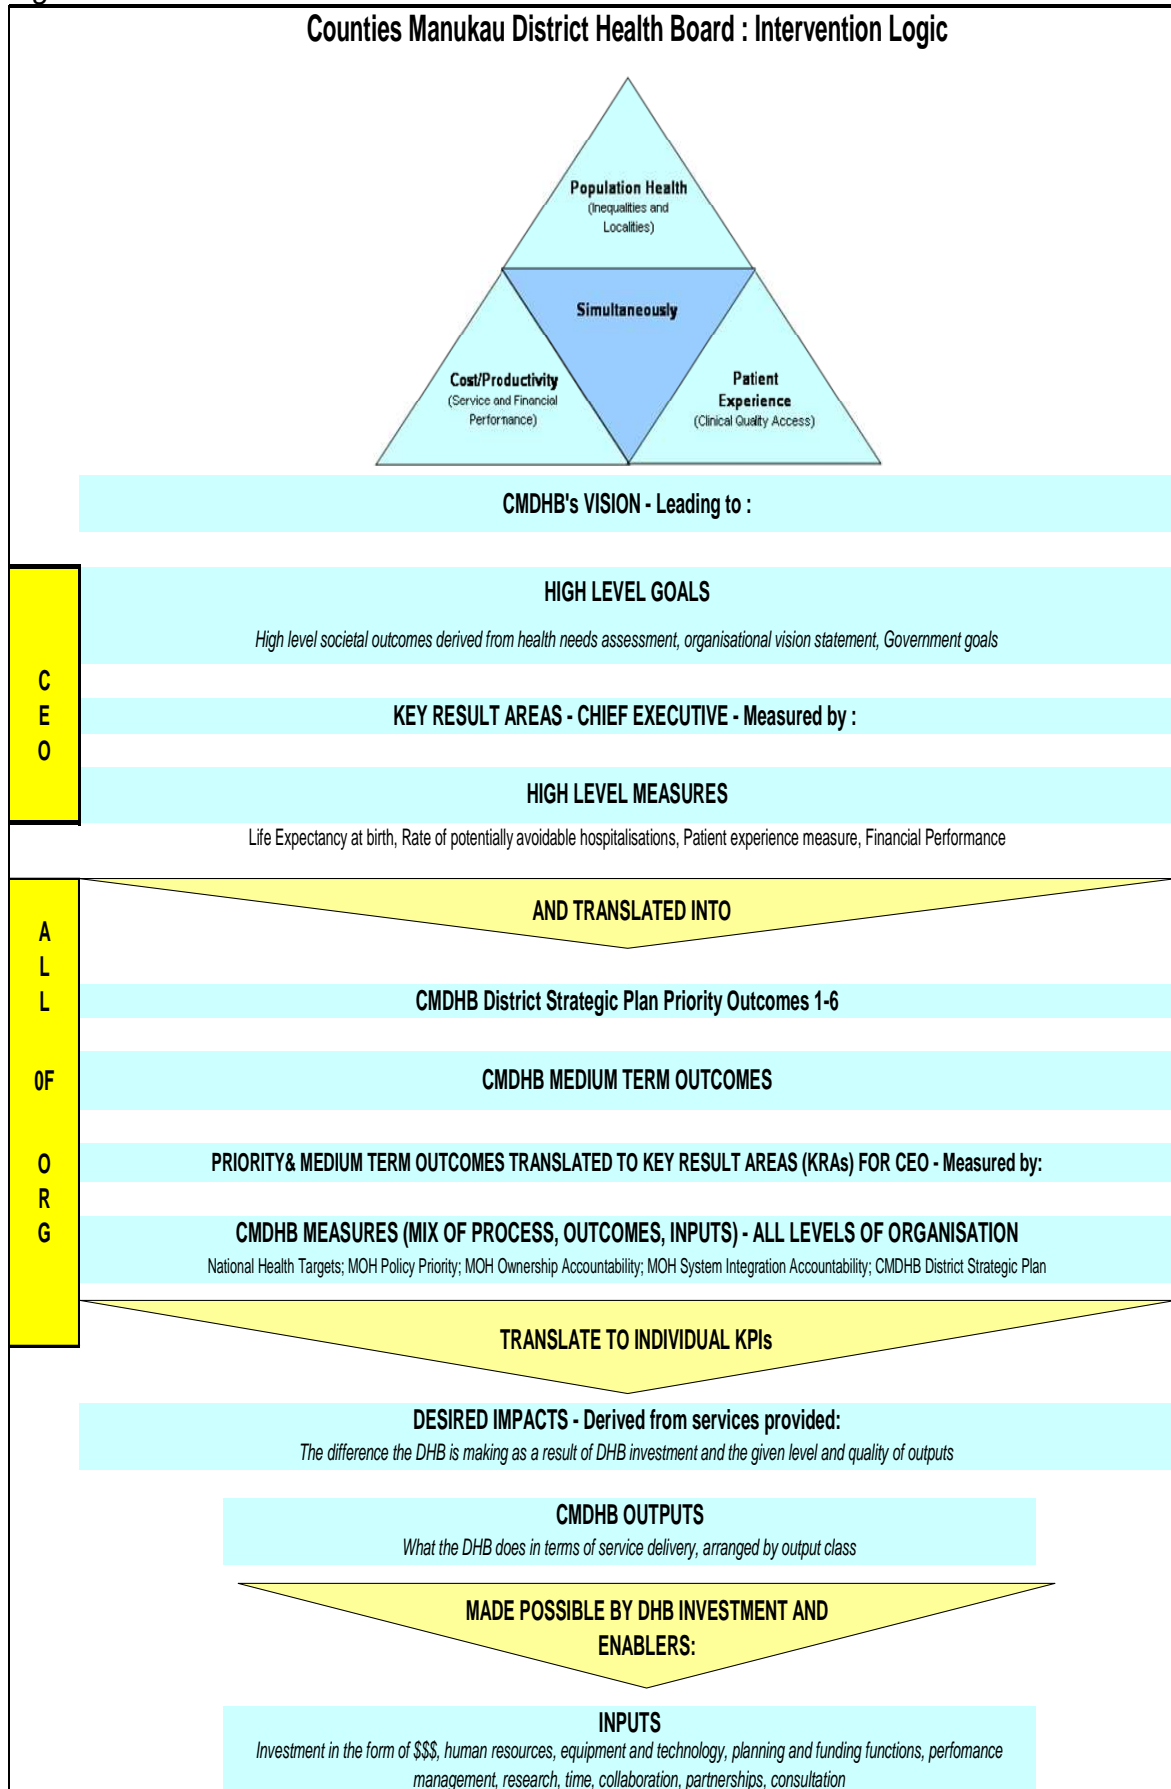 Counties Manukau District Health Board : Intervention Logic
Population Health
(Inequalities and
Localities)
Simultaneously
Cost/Productivity
(Service and Financial
Performance)
Patient
Experience
(Clinical Quality Access)
CMDHB's VISION - Leading to :
C
E
O
HIGH LEVEL GOALS
High level societal outcomes derived from health needs assessment, organisational vision statement, Government goals
KEY RESULT AREAS - CHIEF EXECUTIVE - Measured by :
HIGH LEVEL MEASURES
Life Expectancy at birth, Rate of potentially avoidable hospitalisations, Patient experience measure, Financial Performance
A
L
L
0F
O
R
G
AND TRANSLATED INTO
CMDHB District Strategic Plan Priority Outcomes 1-6
CMDHB MEDIUM TERM OUTCOMES
PRIORITY& MEDIUM TERM OUTCOMES TRANSLATED TO KEY RESULT AREAS (KRAs) FOR CEO - Measured by:
CMDHB MEASURES (MIX OF PROCESS, OUTCOMES, INPUTS) - ALL LEVELS OF ORGANISATION
National Health Targets; MOH Policy Priority; MOH Ownership Accountability; MOH System Integration Accountability; CMDHB District Strategic Plan
TRANSLATE TO INDIVIDUAL KPIs
DESIRED IMPACTS - Derived from services provided:
The difference the DHB is making as a result of DHB investment and the given level and quality of outputs
CMDHB OUTPUTS
What the DHB does in terms of service delivery, arranged by output class
MADE POSSIBLE BY DHB INVESTMENT AND
ENABLERS:
INPUTS
Investment in the form of $$$, human resources, equipment and technology, planning and funding functions, perfomance
management, research, time, collaboration, partnerships, consultation